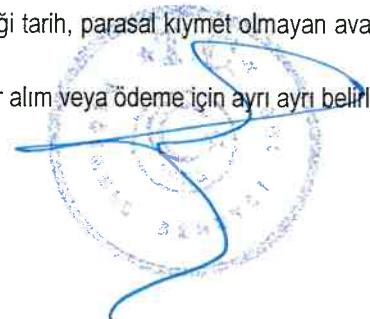 ği tarih, parasal kıymet olmayan ava
r alım veya ödeme için ayrı ayrı belirl